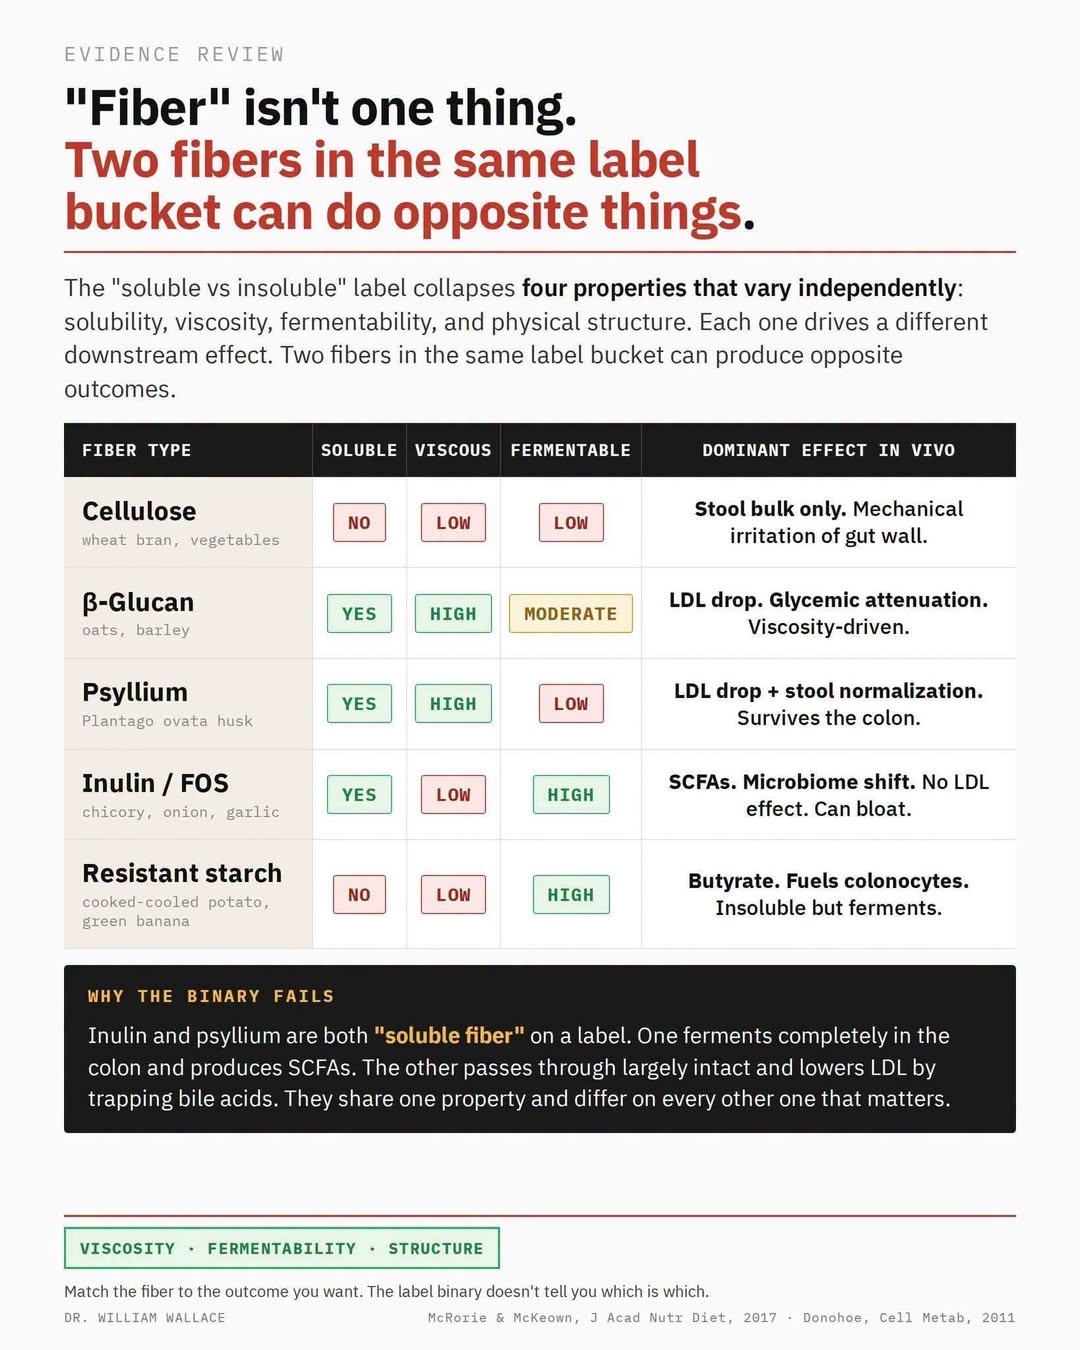 EVIDENCE REVIEW
"Fiber" isn't one thing.
Two fibers in the same label
bucket can do opposite things.
The "soluble vs insoluble" label collapses four properties that vary independently:
solubility, viscosity, fermentability, and physical structure. Each one drives a different
downstream effect. Two fibers in the same label bucket can produce opposite
outcomes.
FIBER TYPE SOLUBLE VISCOUS FERMENTABLE DOMINANT EFFECT IN VIVO
Cellulose
wheat bran, vegetables
NO LOW LOW
Stool bulk only. Mechanical
irritation of gut wall.
β-Glucan
oats, barley
YES HIGH MODERATE
LDL drop. Glycemic attenuation.
Viscosity-driven.
Psyllium
Plantago ovata husk
YES HIGH LOW
LDL drop + stool normalization.
Survives the colon.
Inulin / FOS
chicory, onion, garlic
YES LOW HIGH
SCFAs. Microbiome shift. No LDL
effect. Can bloat.
Resistant starch
cooked-cooled potato,
green banana
NO LOW HIGH
Butyrate. Fuels colonocytes.
Insoluble but ferments.
WHY THE BINARY FAILS
Inulin and psyllium are both "soluble fiber" on a label. One ferments completely in the
colon and produces SCFAs. The other passes through largely intact and lowers LDL by
trapping bile acids. They share one property and differ on every other one that matters.
VISCOSITY · FERMENTABILITY · STRUCTURE
Match the fiber to the outcome you want. The label binary doesn't tell you which is which.
DR. WILLIAM WALLACE McRorie & McKeown, J Acad Nutr Diet, 2017 · Donohoe, Cell Metab, 2011